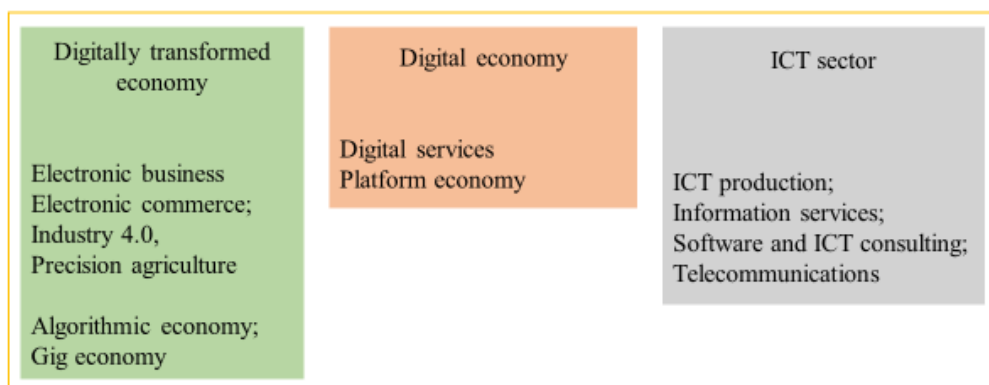 Digitally transformed
economy
Electronic business
Electronic commerce;
Industry 4.0,
Precision agriculture
Algorithmic economy;
Gig economy
Digital economy
Digital services
Platform economy
ICT sector
ICT production;
Information services;
Software and ICT consulting;
Telecommunications